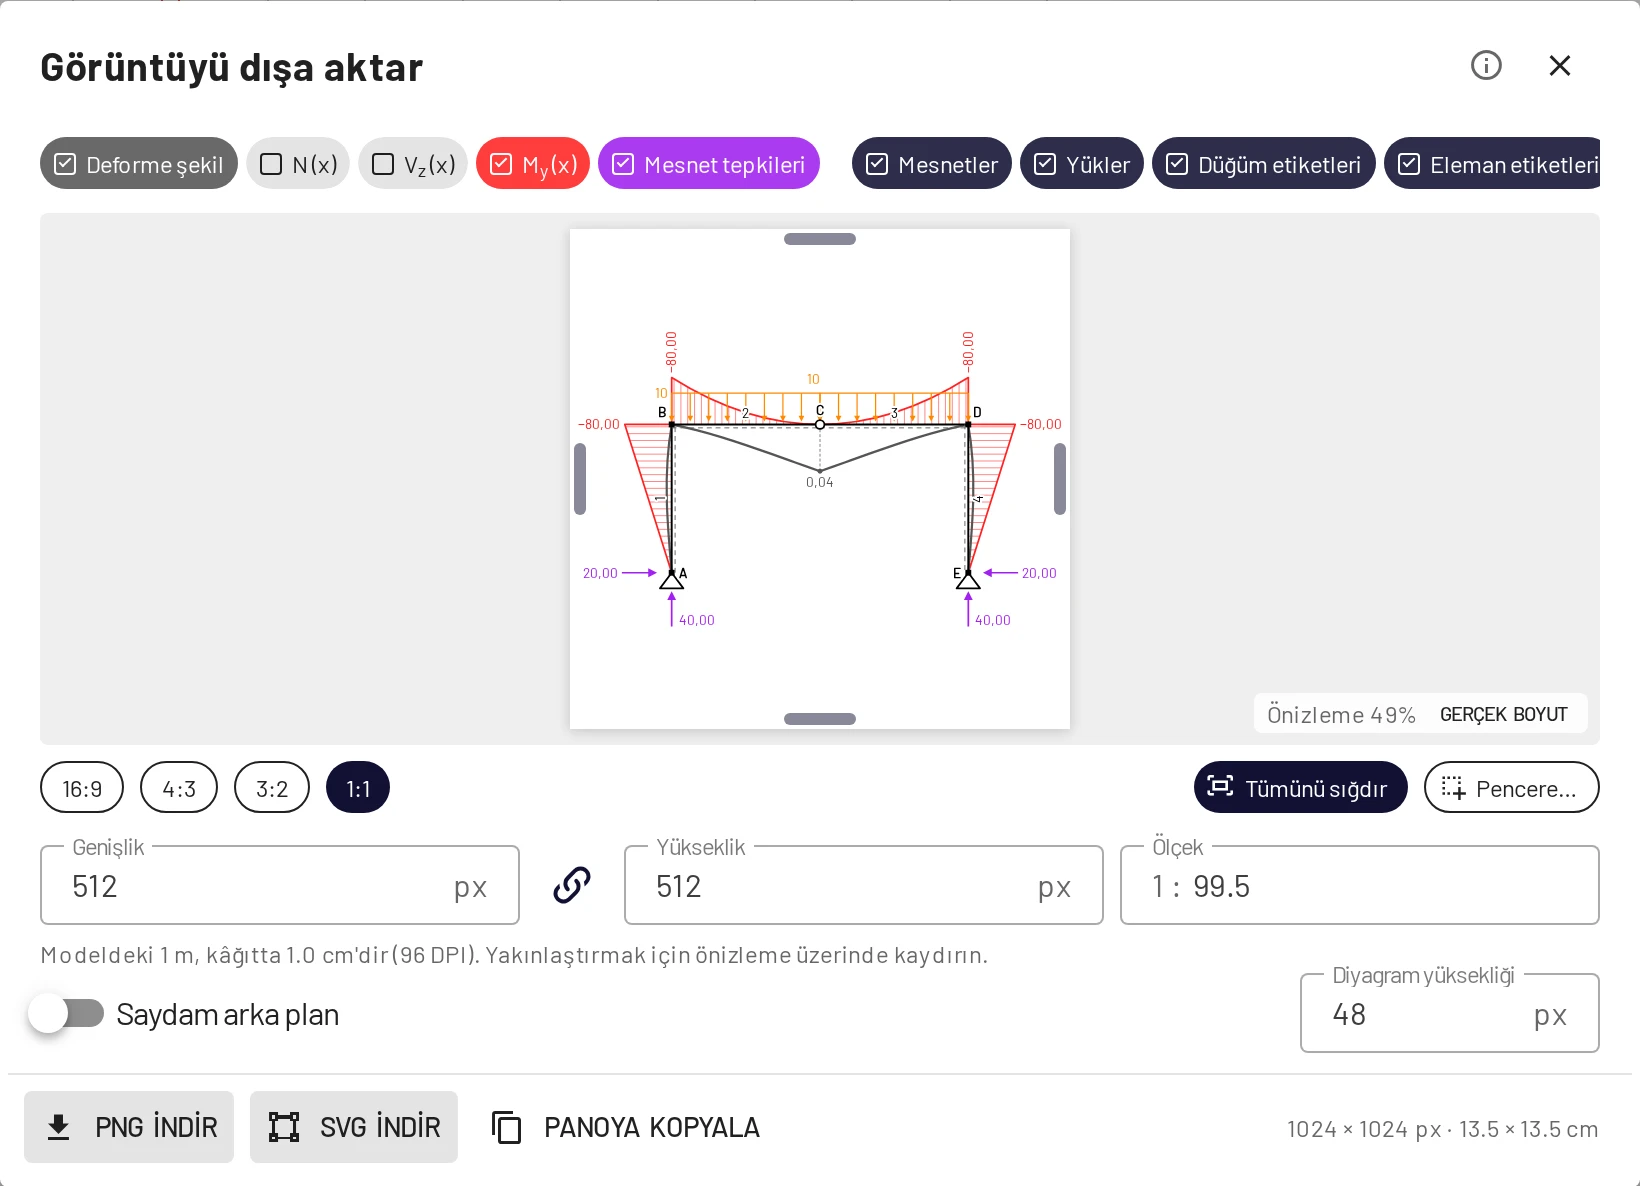 Görüntüyü dışa aktar
Deforme şekil
N(x)
Vz(x)
My(x)
Mesnet tepkileri
Mesnetler
Yükler
Düğüm etiketleri
Eleman etiketleri
−80,00
−80,00
10
10
B
2
C
3
D
−80,00
−80,00
0,04
1
4
20,00
A
E
20,00
40,00
40,00
Önizleme 49%
GERÇEK BOYUT
16:9
4:3
3:2
1:1
Tümünü sığdır
Pencere...
Genişlik
512 px
Yükseklik
512 px
Ölçek
1 : 99.5
Modeldeki 1 m, kâğıtta 1.0 cm'dir (96 DPI). Yakınlaştırmak için önizleme üzerinde kaydırın.
Saydam arka plan
Diyagram yüksekliği
48 px
PNG İNDİR
SVG İNDİR
PANOYA KOPYALA
1024 × 1024 px · 13.5 × 13.5 cm